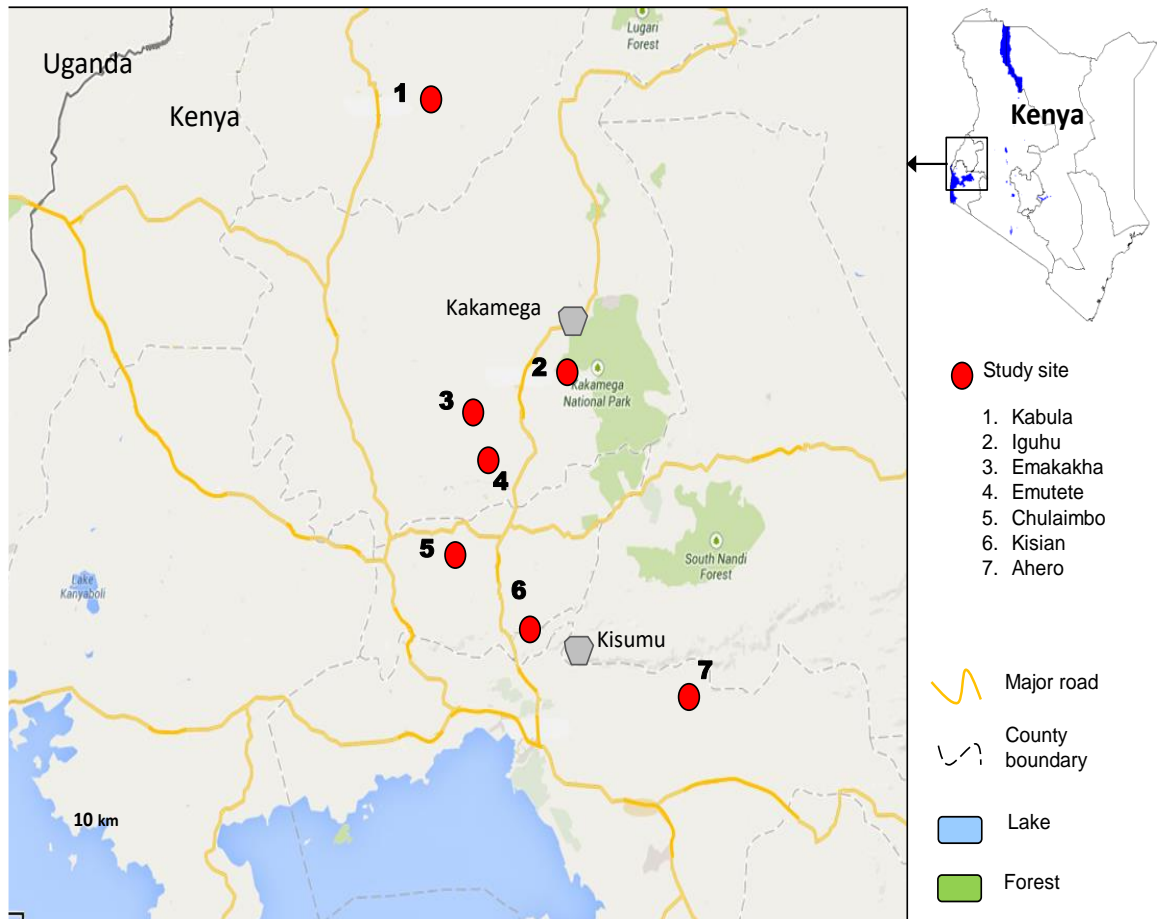 Uganda
Kenya
Lugari
Forest
1
Kakamega
2
Kakamega
National Park
3
4
5
South Nandi
Forest
6
Lake
Kanyaboli
Kisumu
7
10 km
Kenya
Study site
1. Kabula
2. Iguhu
3. Emakakha
4. Emutete
5. Chulaimbo
6. Kisian
7. Ahero
Major road
County
boundary
Lake
Forest